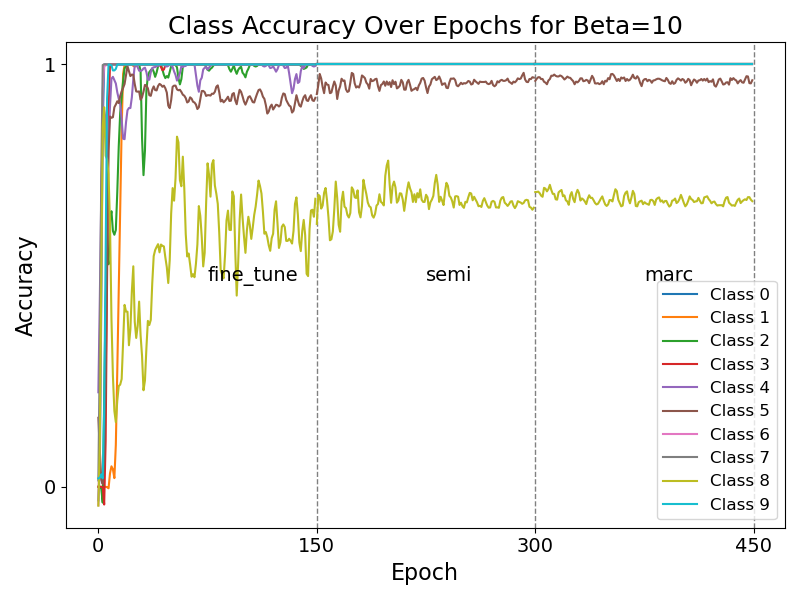 Class Accuracy Over Epochs for Beta=10
1
Accuracy
fine_tune
semi
marc
Class 0
Class 1
Class 2
Class 3
Class 4
Class 5
Class 6
Class 7
Class 8
Class 9
0
0
150
300
450
Epoch